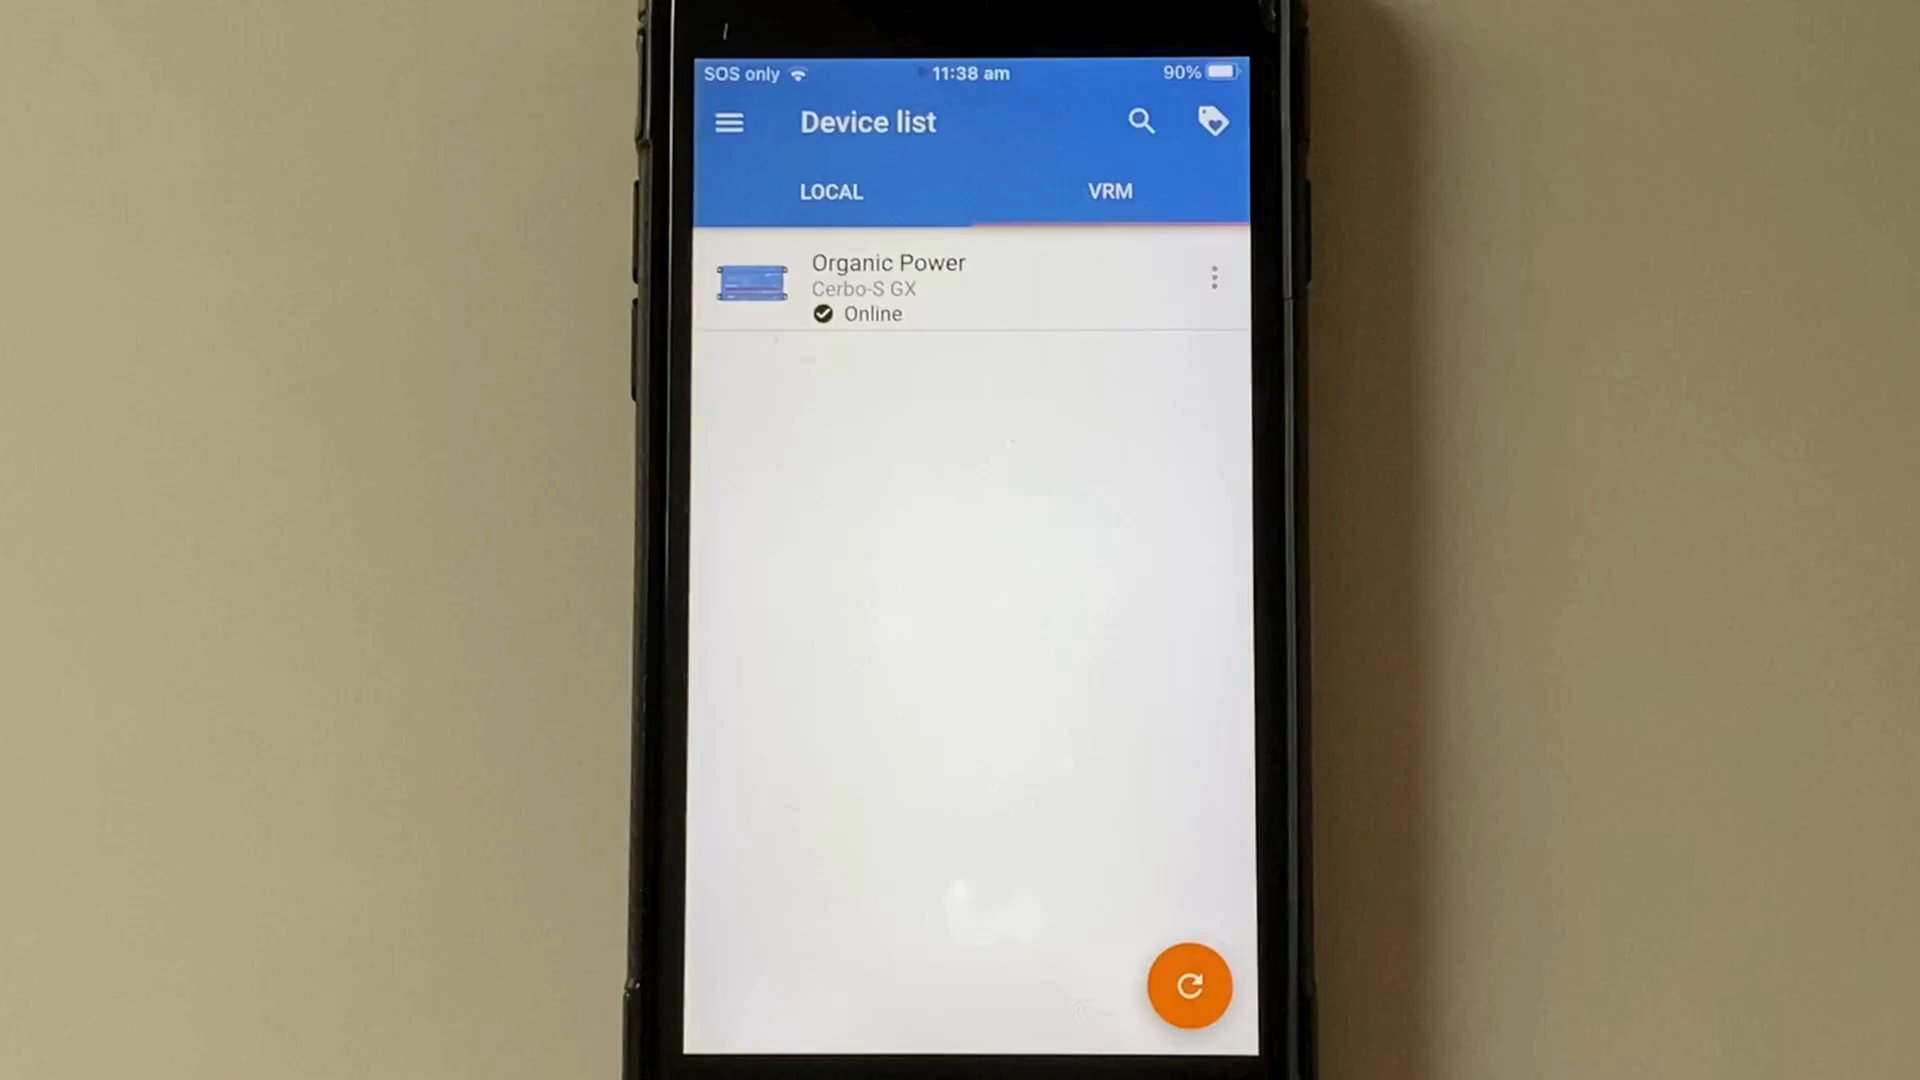 SOS only 11:38 am 90%
Device list
LOCAL VRM
Organic Power
Cerbo-S GX
Online